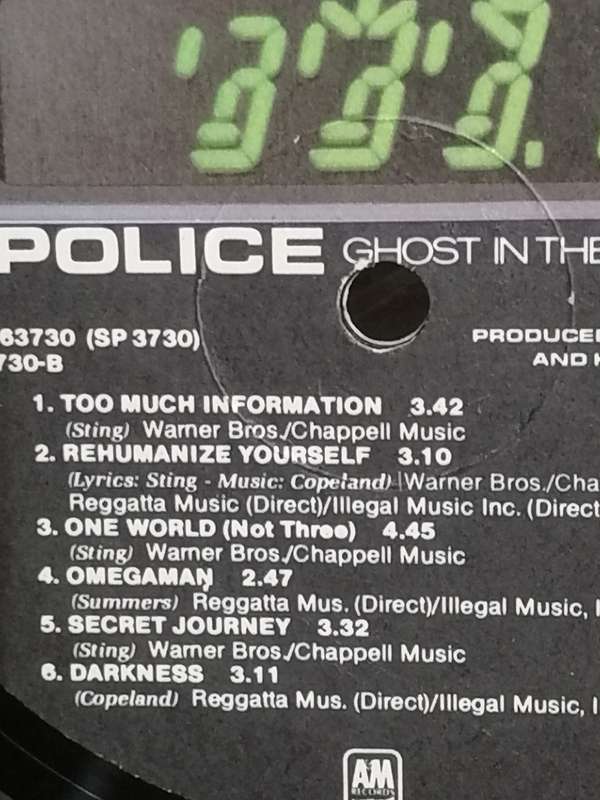 POLICE GHOST IN THE
63730 (SP 3730)
730-B
PRODUCED
AND
1. TOO MUCH INFORMATION 3.42
(Sting) Warner Bros./Chappell Music
2. REHUMANIZE YOURSELF 3.10
(Lyrics: Sting - Music: Copeland) Warner Bros./Cha
Reggatta Music (Direct)/Illegal Music Inc. (Direct
3. ONE WORLD (Not Three) 4.45
(Sting) Warner Bros./Chappell Music
4. OMEGAMAN 2.47
(Summers) Reggatta Mus. (Direct)/Illegal Music, I
5. SECRET JOURNEY 3.32
(Sting) Warner Bros./Chappell Music
6. DARKNESS 3.11
(Copeland) Reggatta Mus. (Direct)/Illegal Music, I
AM
RECORDS